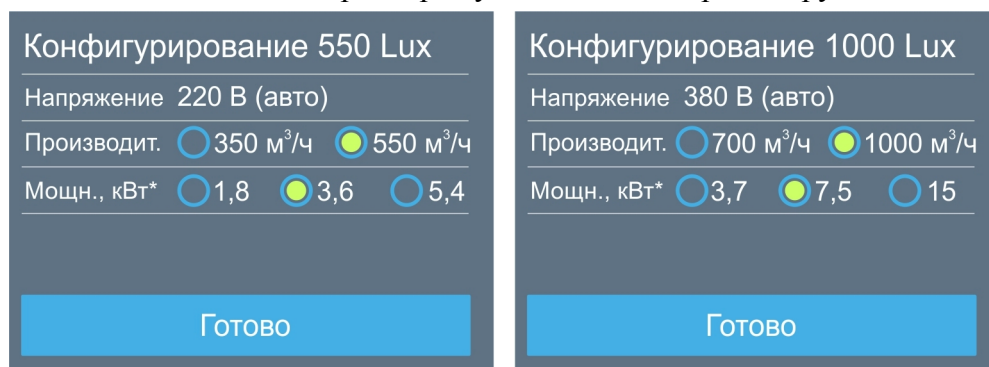 Конфигурирование 550 Lux
Напряжение 220 В (авто)
Производит. 350 м³/ч 550 м³/ч
Мощн., кВт* 1,8 3,6 5,4
Готово
Конфигурирование 1000 Lux
Напряжение 380 В (авто)
Производит. 700 м³/ч 1000 м³/ч
Мощн., кВт* 3,7 7,5 15
Готово